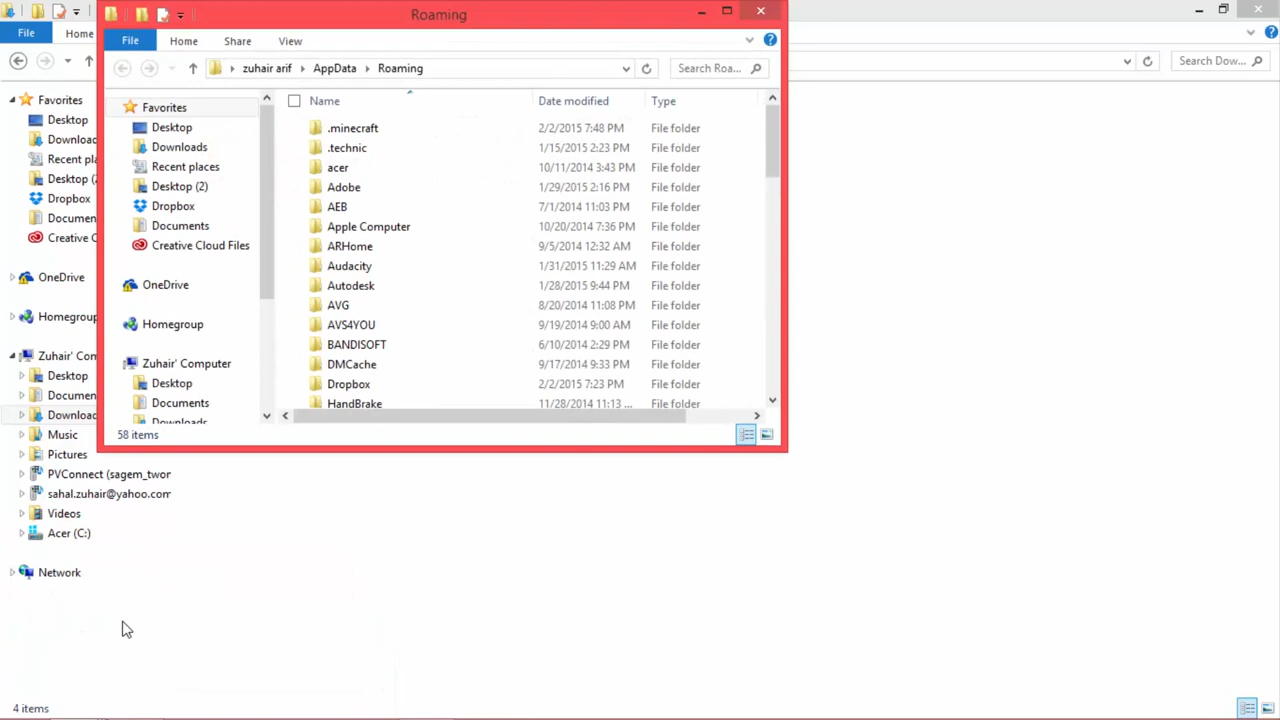 Roaming
File
Home
Share
View
zuhair arif
AppData
Roaming
Search Roa...
Favorites
Desktop
Downloads
Recent places
Desktop (2)
Dropbox
Documents
Creative Cloud Files
OneDrive
Homegroup
Zuhair' Computer
Desktop
Documents
Downloads
Name Date modified Type
.minecraft 2/2/2015 7:48 PM File folder
.technic 1/15/2015 2:23 PM File folder
acer 10/11/2014 3:43 PM File folder
Adobe 1/29/2015 2:16 PM File folder
AEB 7/1/2014 11:03 PM File folder
Apple Computer 10/20/2014 7:36 PM File folder
ARHome 9/5/2014 12:32 AM File folder
Audacity 1/31/2015 11:29 AM File folder
Autodesk 1/28/2015 9:44 PM File folder
AVG 8/20/2014 11:08 PM File folder
AVS4YOU 9/19/2014 9:00 AM File folder
BANDISOFT 6/10/2014 2:29 PM File folder
DMCache 9/17/2014 9:33 PM File folder
Dropbox 2/2/2015 7:23 PM File folder
HandBrake 11/28/2014 11:13 ... File folder
58 items
File
Home
Search Dow...
Favorites
Desktop
Downloac
Recent pla
Desktop (2
Dropbox
Documen
Creative C
OneDrive
Homegroup
Zuhair' Com
Desktop
Documen
Downloac
Music
Pictures
PVConnect (sagem_twor
sahal.zuhair@yahoo.com
Videos
Acer (C:)
Network
4 items